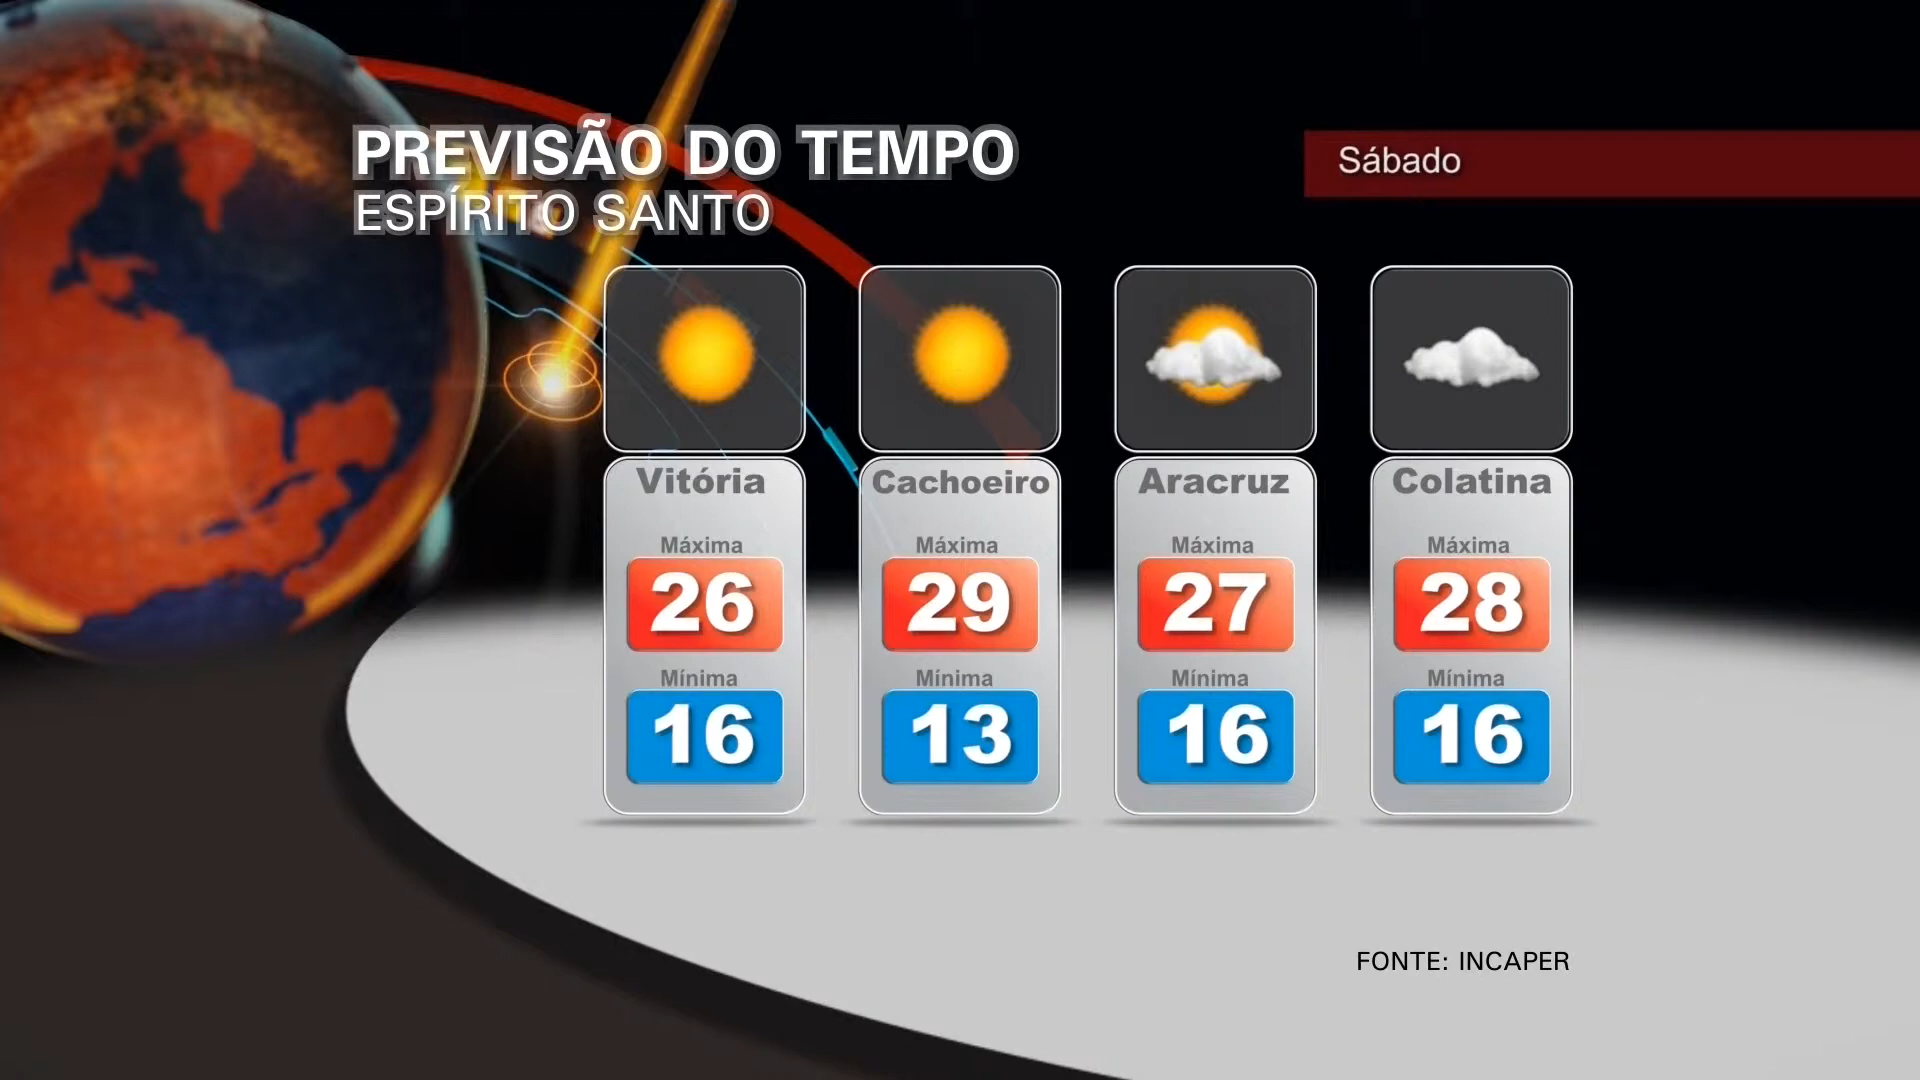 PREVISÃO DO TEMPO
ESPÍRITO SANTO
Sábado
Vitória
Máxima
26
Mínima
16
Cachoeiro
Máxima
29
Mínima
13
Aracruz
Máxima
27
Mínima
16
Colatina
Máxima
28
Mínima
16
FONTE: INCAPER